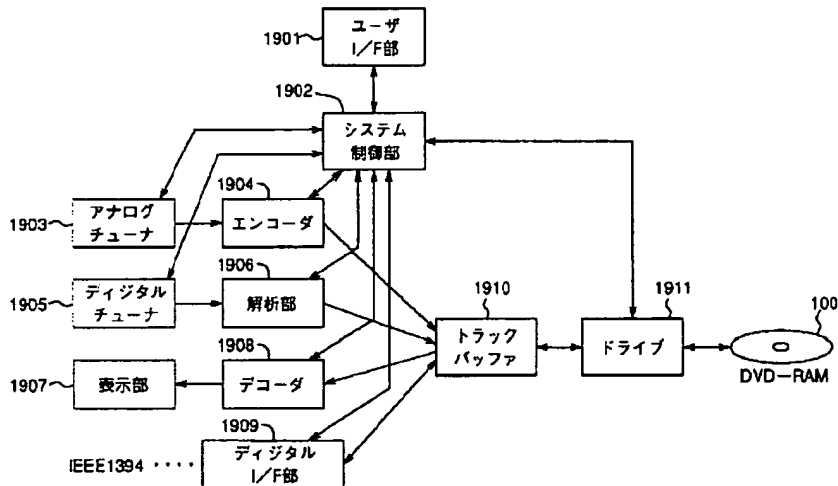 1901
ユーザ
I/F部
1902
システム
制御部
1903
アナログ
チューナ
1904
エンコーダ
1905
ディジタル
チューナ
1906
解析部
1907
表示部
1908
デコーダ
1909
ディジタル
I/F部
IEEE1394 ････
1910
トラック
バッファ
1911
ドライブ
100
DVD-RAM